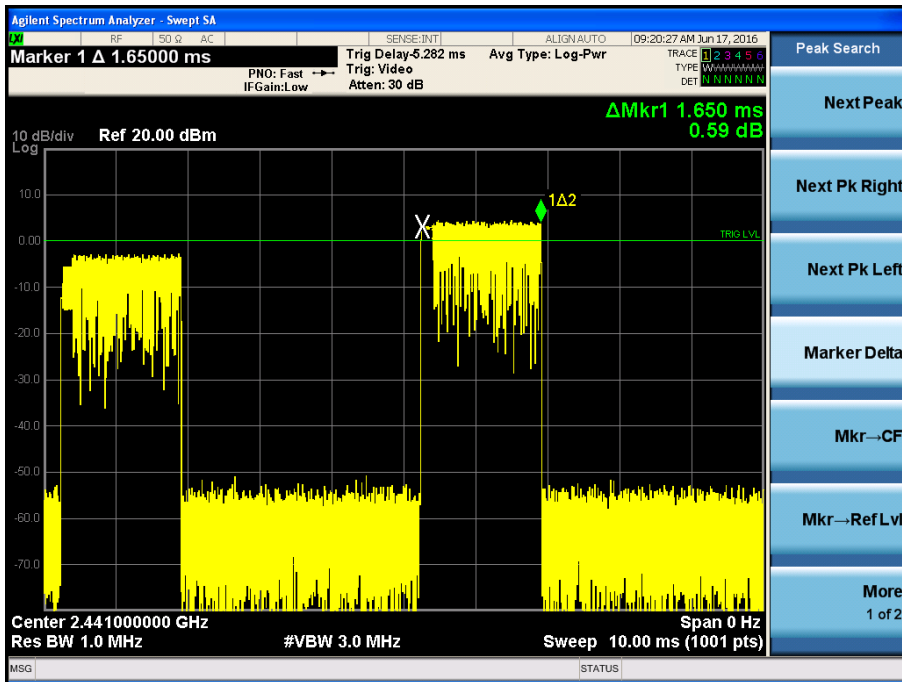 Agilent Spectrum Analyzer - Swept SA
LXI RF 50 Ω AC SENSE:INT ALIGNAUTO 09:20:27 AM Jun 17, 2016
Marker 1 Δ 1.65000 ms
PNO: Fast
IFGain:Low
Trig Delay-5.282 ms
Trig: Video
Atten: 30 dB
Avg Type: Log-Pwr
TRACE 1 2 3 4 5 6
TYPE WWWWWW
DET N N N N N N
ΔMkr1 1.650 ms
0.59 dB
10 dB/div Ref 20.00 dBm
Log
10.0
0.00
-10.0
-20.0
-30.0
-40.0
-50.0
-60.0
-70.0
1Δ2
TRIG LVL
Center 2.441000000 GHz Span 0 Hz
Res BW 1.0 MHz #VBW 3.0 MHz Sweep 10.00 ms (1001 pts)
MSG STATUS
Peak Search
Next Peak
Next Pk Right
Next Pk Left
Marker Delta
Mkr→CF
Mkr→Ref Lvl
More
1 of 2